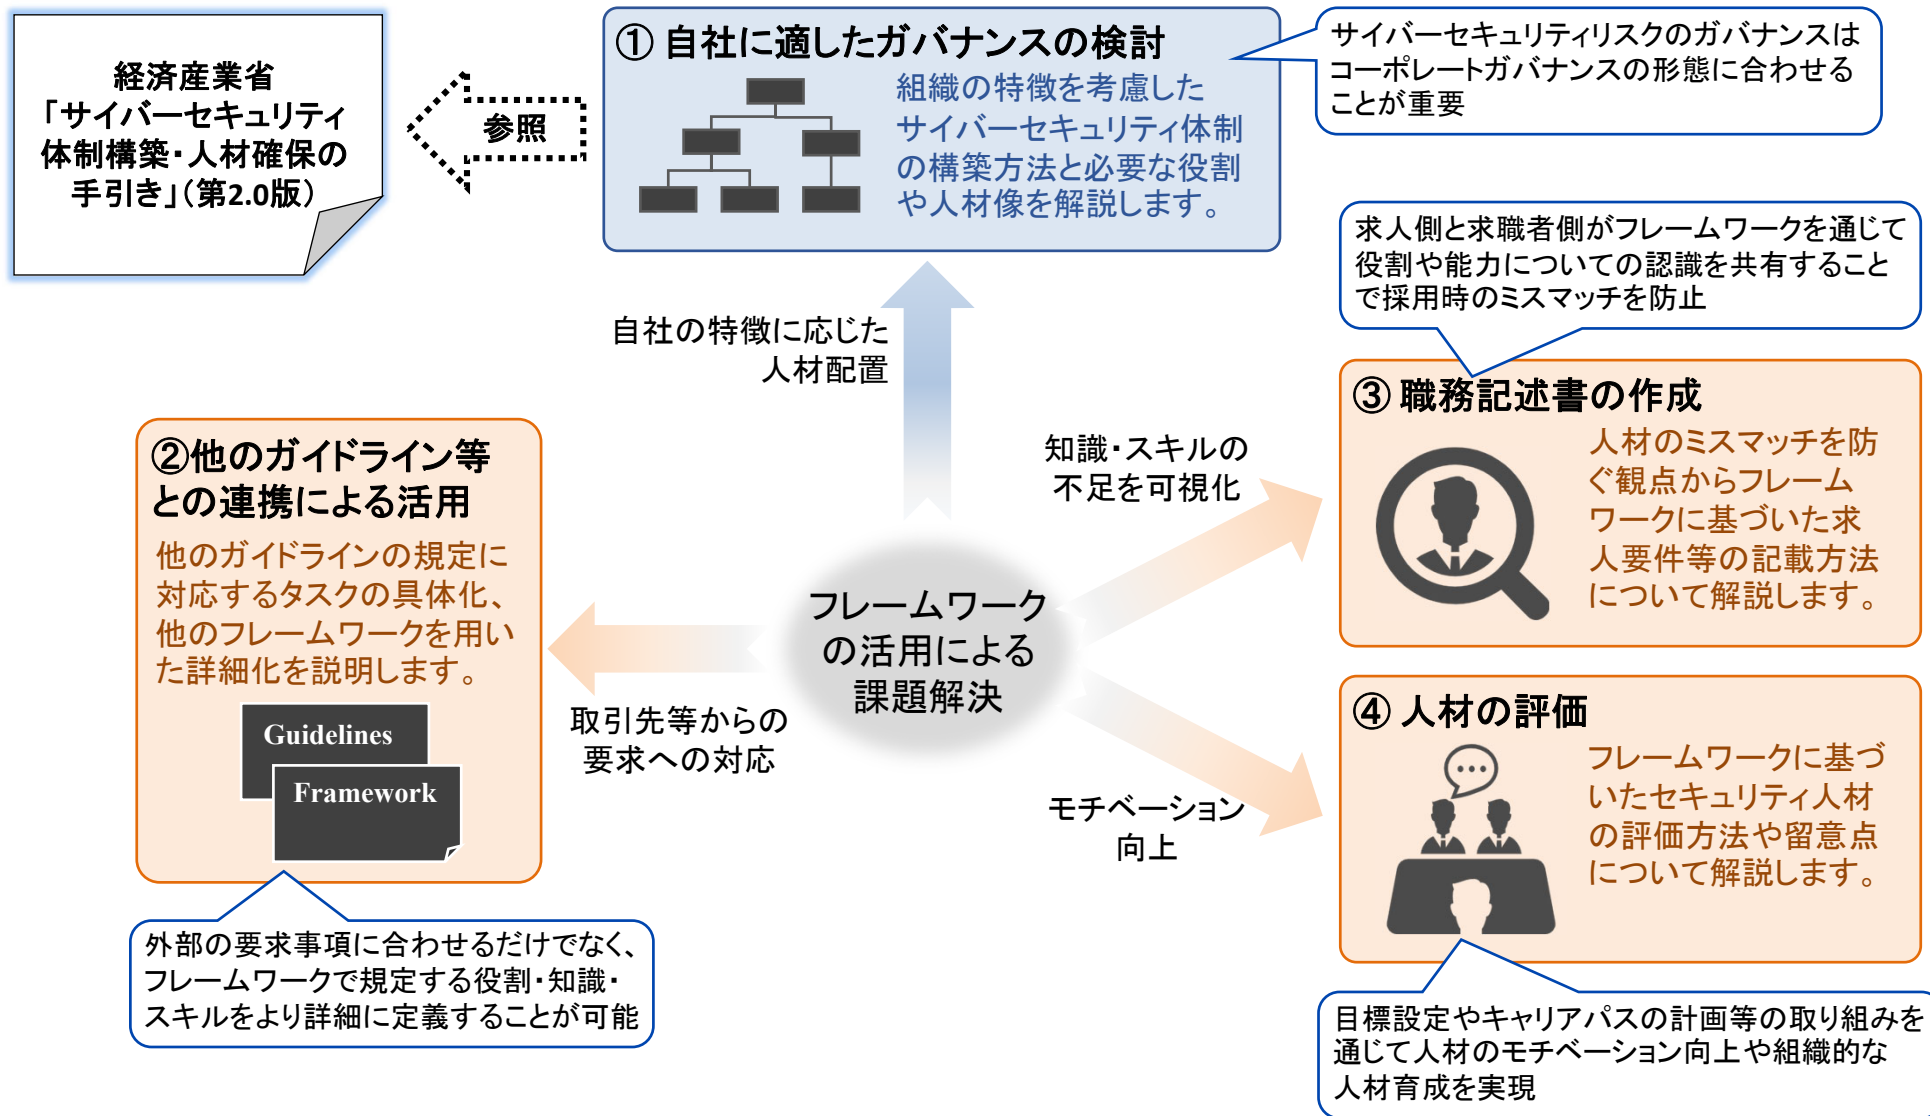 経済産業省
「サイバーセキュリティ
体制構築・人材確保の
手引き」（第2.0版）
参照
① 自社に適したガバナンスの検討
組織の特徴を考慮した
サイバーセキュリティ体制
の構築方法と必要な役割
や人材像を解説します。
サイバーセキュリティリスクのガバナンスは
コーポレートガバナンスの形態に合わせる
ことが重要
自社の特徴に応じた
人材配置
求人側と求職者側がフレームワークを通じて
役割や能力についての認識を共有すること
で採用時のミスマッチを防止
③ 職務記述書の作成
人材のミスマッチを防
ぐ観点からフレーム
ワークに基づいた求
人要件等の記載方法
について解説します。
知識・スキルの
不足を可視化
②他のガイドライン等
との連携による活用
他のガイドラインの規定に
対応するタスクの具体化、
他のフレームワークを用い
た詳細化を説明します。
Guidelines
Framework
取引先等からの
要求への対応
フレームワーク
の活用による
課題解決
モチベーション
向上
④ 人材の評価
フレームワークに基づ
いたセキュリティ人材
の評価方法や留意点
について解説します。
外部の要求事項に合わせるだけでなく、
フレームワークで規定する役割・知識・
スキルをより詳細に定義することが可能
目標設定やキャリアパスの計画等の取り組みを
通じて人材のモチベーション向上や組織的な
人材育成を実現